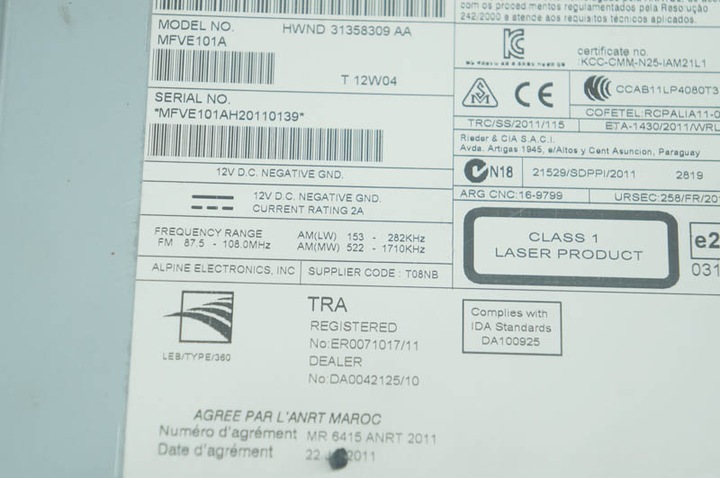 MODEL NO. HWND 31358309 AA
MFVE101A
T 12W04
SERIAL NO.
*MFVE101AH20110139*
12V D.C. NEGATIVE GND.
12V D.C. NEGATIVE GND.
CURRENT RATING 2A
FREQUENCY RANGE AM(LW) 153 - 282KHz
FM 87.5 - 108.0MHz AM(MW) 522 - 1710KHz
ALPINE ELECTRONICS, INC SUPPLIER CODE : T08NB
com os procedimentos regulamentados pela Resolução
242/2000 e atende aos requisitos técnicos aplicados.
certificate no.
:KCC-CMM-N25-IAM21L1
CE CCAB11LP4080T3
COFETEL:RCPALIA11-0
TRC/SS/2011/115 ETA-1430/2011/WRL
Rieder & CIA S.A.C.I.
Avda. Artigas 1945, e/Altos y Cent Asuncion, Paraguay
N18 21529/SDPPI/2011 2819
ARG CNC:16-9799 URSEC:258/FR/201
CLASS 1
LASER PRODUCT
e2
031
LEB/TYPE/360
TRA
REGISTERED
No:ER0071017/11
DEALER
No:DA0042125/10
Complies with
IDA Standards
DA100925
AGREE PAR L'ANRT MAROC
Numéro d'agrément MR 6415 ANRT 2011
Date d'agrément 22 2011